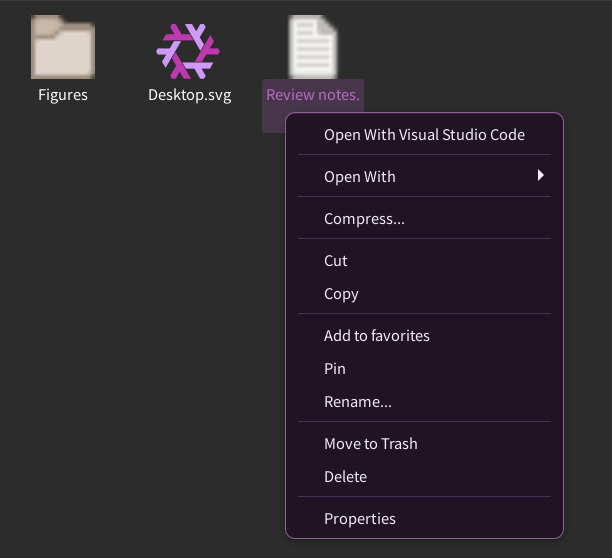 Figures
Desktop.svg
Review notes.
Open With Visual Studio Code
Open With
Compress...
Cut
Copy
Add to favorites
Pin
Rename...
Move to Trash
Delete
Properties